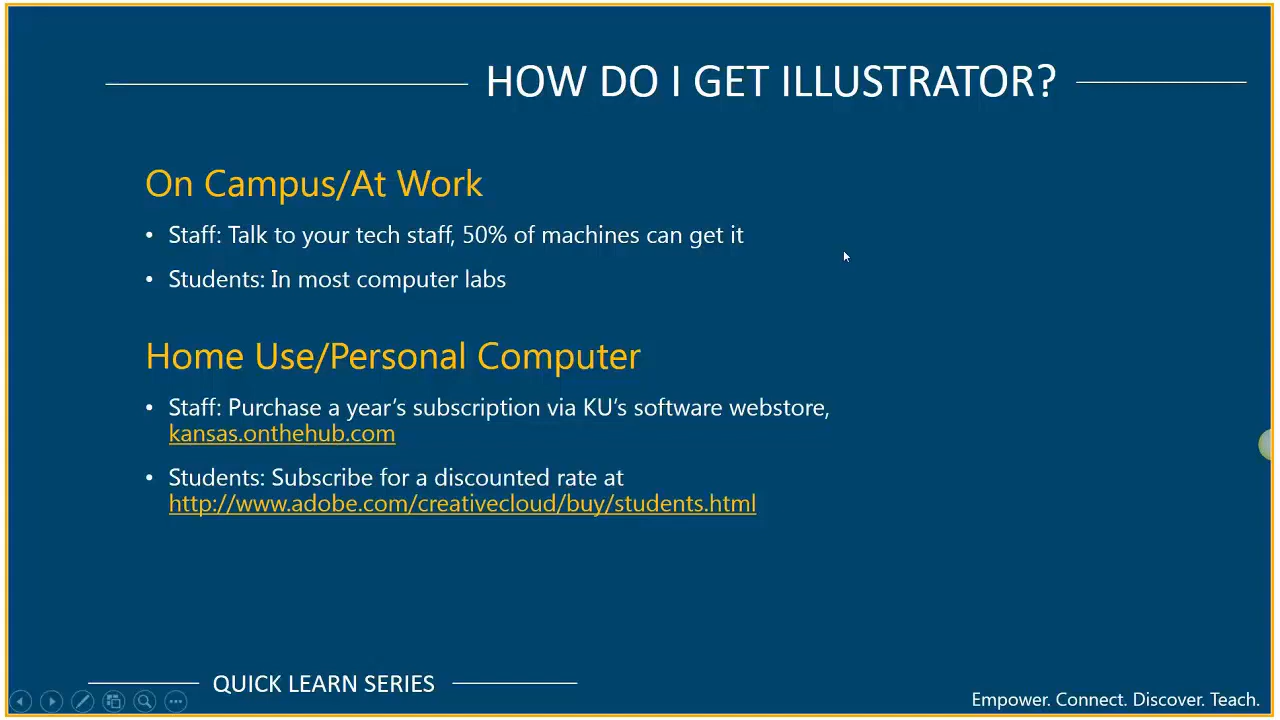 HOW DO I GET ILLUSTRATOR?
On Campus/At Work
• Staff: Talk to your tech staff, 50% of machines can get it
• Students: In most computer labs
Home Use/Personal Computer
• Staff: Purchase a year's subscription via KU's software webstore,
kansas.onthehub.com
• Students: Subscribe for a discounted rate at
http://www.adobe.com/creativecloud/buy/students.html
QUICK LEARN SERIES
Empower. Connect. Discover. Teach.